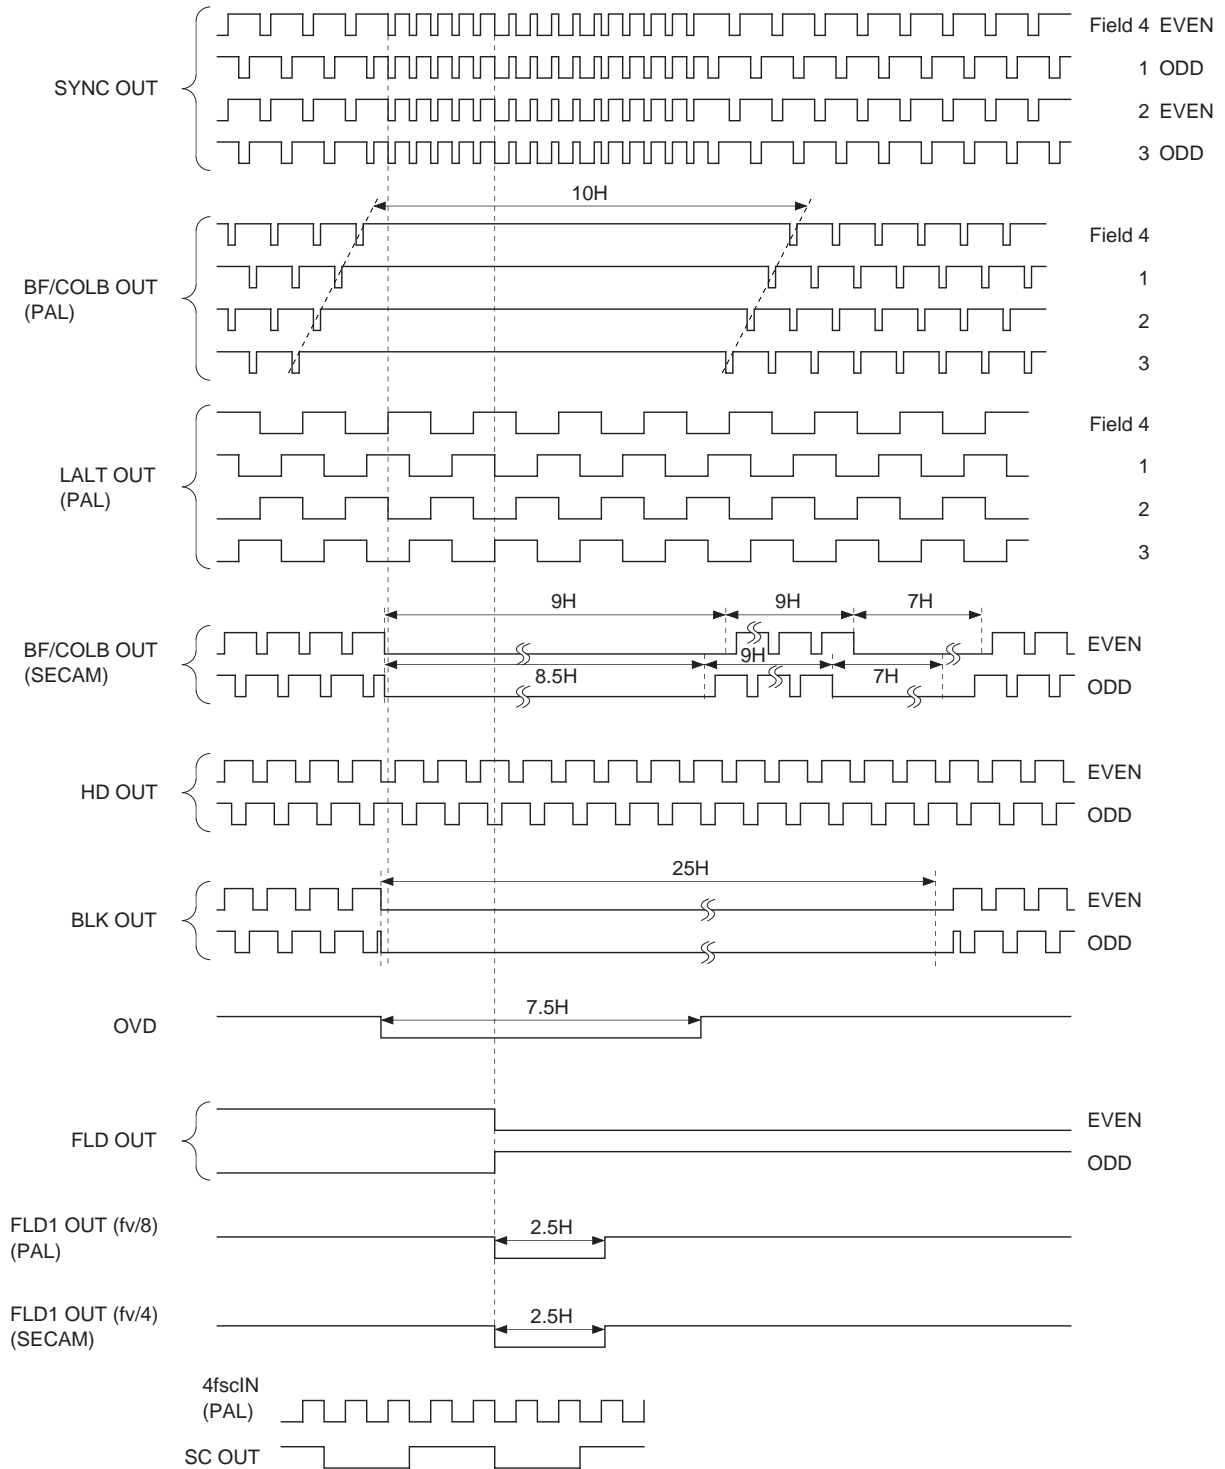 SYNC OUT
Field 4 EVEN
1 ODD
2 EVEN
3 ODD
BF/COLB OUT
(PAL)
10H
Field 4
1
2
3
LALT OUT
(PAL)
Field 4
1
2
3
BF/COLB OUT
(SECAM)
9H
9H
7H
EVEN
8.5H
9H
7H
ODD
HD OUT
EVEN
ODD
BLK OUT
25H
EVEN
ODD
OVD
7.5H
FLD OUT
EVEN
ODD
FLD1 OUT (fv/8)
(PAL)
2.5H
FLD1 OUT (fv/4)
(SECAM)
2.5H
4fscIN
(PAL)
SC OUT